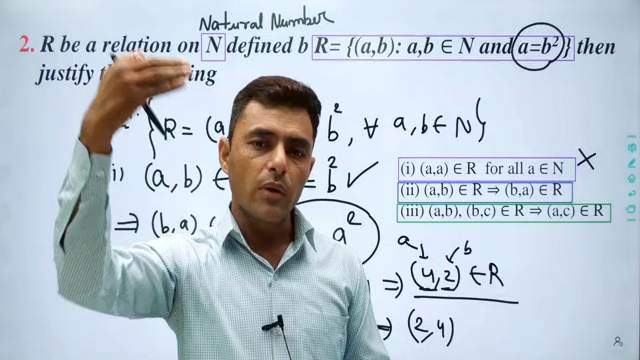 Natural Number
2. R be a relation on N defined b R= {(a,b): a,b ∈ N and a=b²)} then
justify
{R = (a b², ∀ a,b ∈ N}
(i) (a,a) ∈ R for all a ∈ N ×
i) (a,b) ∈ = b² ✓
(ii) (a,b) ∈ R ⇒ (b,a) ∈ R
(iii) (a,b), (b,c) ∈ R ⇒ (a,c) ∈ R
⇒ (b,a) a²
a b
⇒ (4,2) ∈ R
⇒ (2,4)